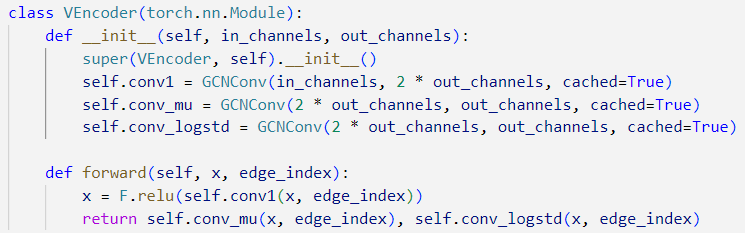 class VEncoder(torch.nn.Module):
    def __init__(self, in_channels, out_channels):
        super(VEncoder, self).__init__()
        self.conv1 = GCNConv(in_channels, 2 * out_channels, cached=True)
        self.conv_mu = GCNConv(2 * out_channels, out_channels, cached=True)
        self.conv_logstd = GCNConv(2 * out_channels, out_channels, cached=True)

    def forward(self, x, edge_index):
        x = F.relu(self.conv1(x, edge_index))
        return self.conv_mu(x, edge_index), self.conv_logstd(x, edge_index)